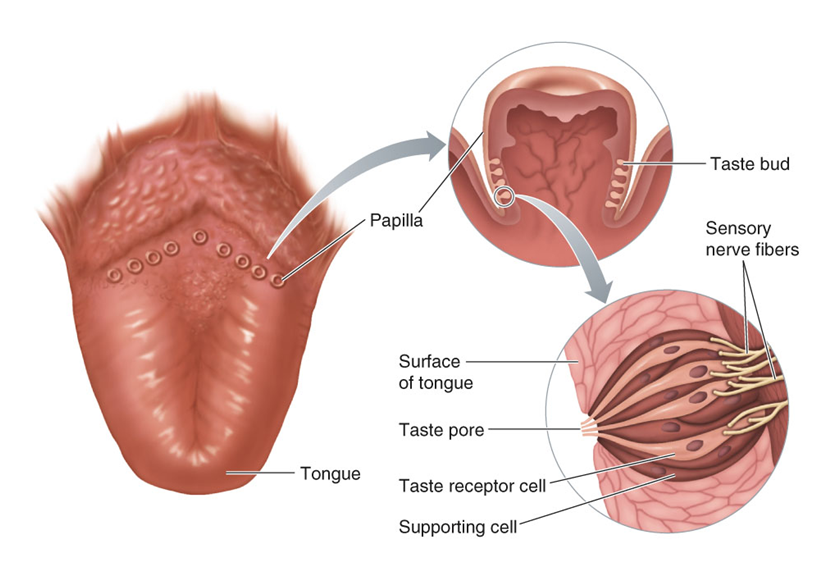 Taste bud
Papilla
Sensory
nerve fibers
Surface
of tongue
Taste pore
Tongue
Taste receptor cell
Supporting cell